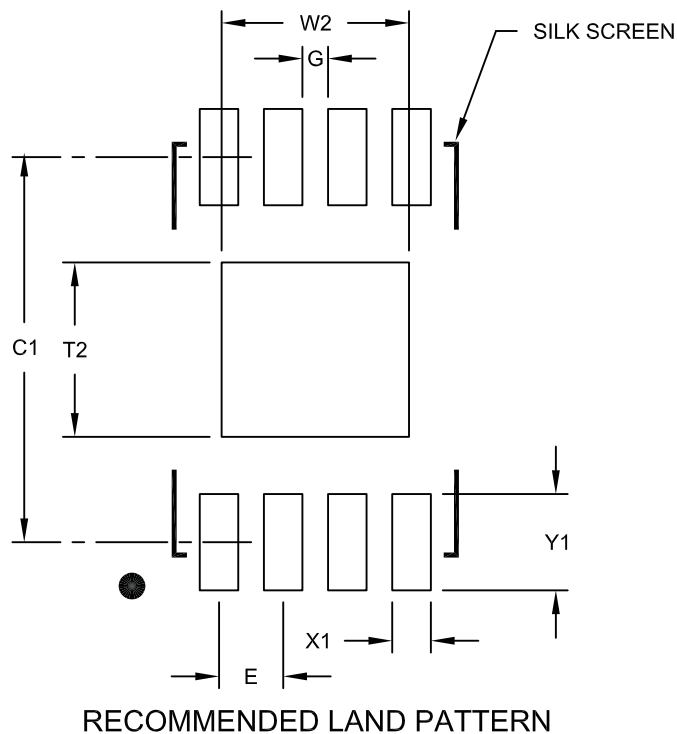 W2
SILK SCREEN
G
C1
T2
Y1
X1
E
RECOMMENDED LAND PATTERN